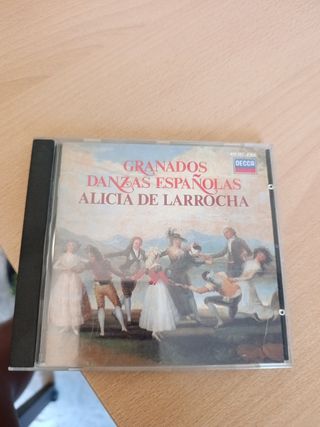 GRANADOS
DANZAS ESPAÑOLAS
ALICIA DE LARROCHA
DECCA